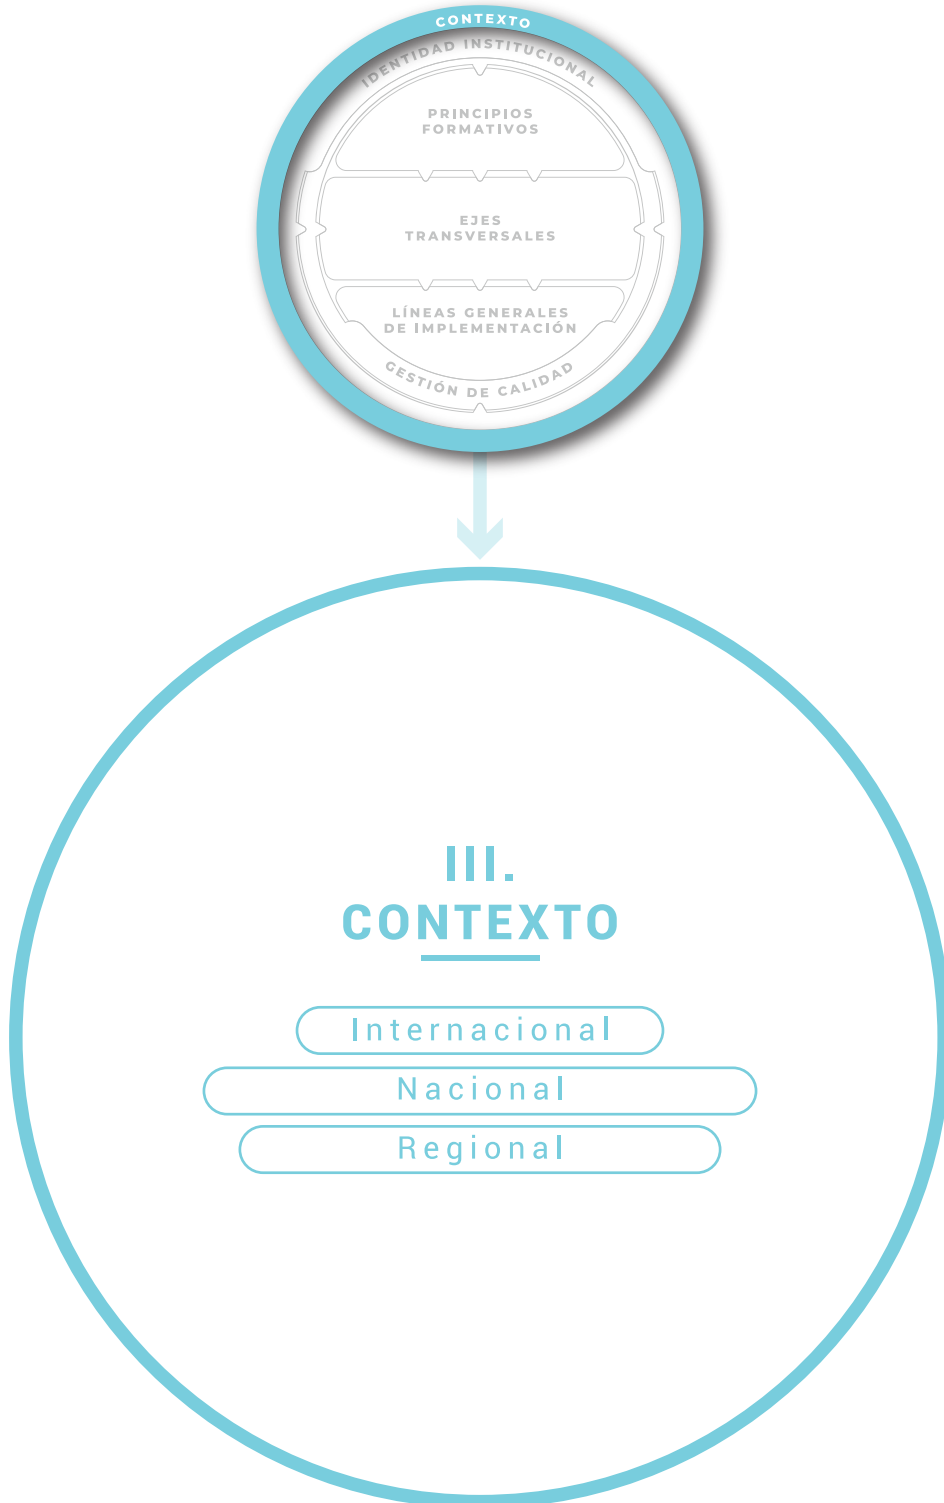 CONTEXTO
IDENTIDAD INSTITUCIONAL
PRINCIPIOS
FORMATIVOS
EJES
TRANSVERSALES
LÍNEAS GENERALES
DE IMPLEMENTACIÓN
GESTIÓN DE CALIDAD
III.
CONTEXTO
Internacional
Nacional
Regional